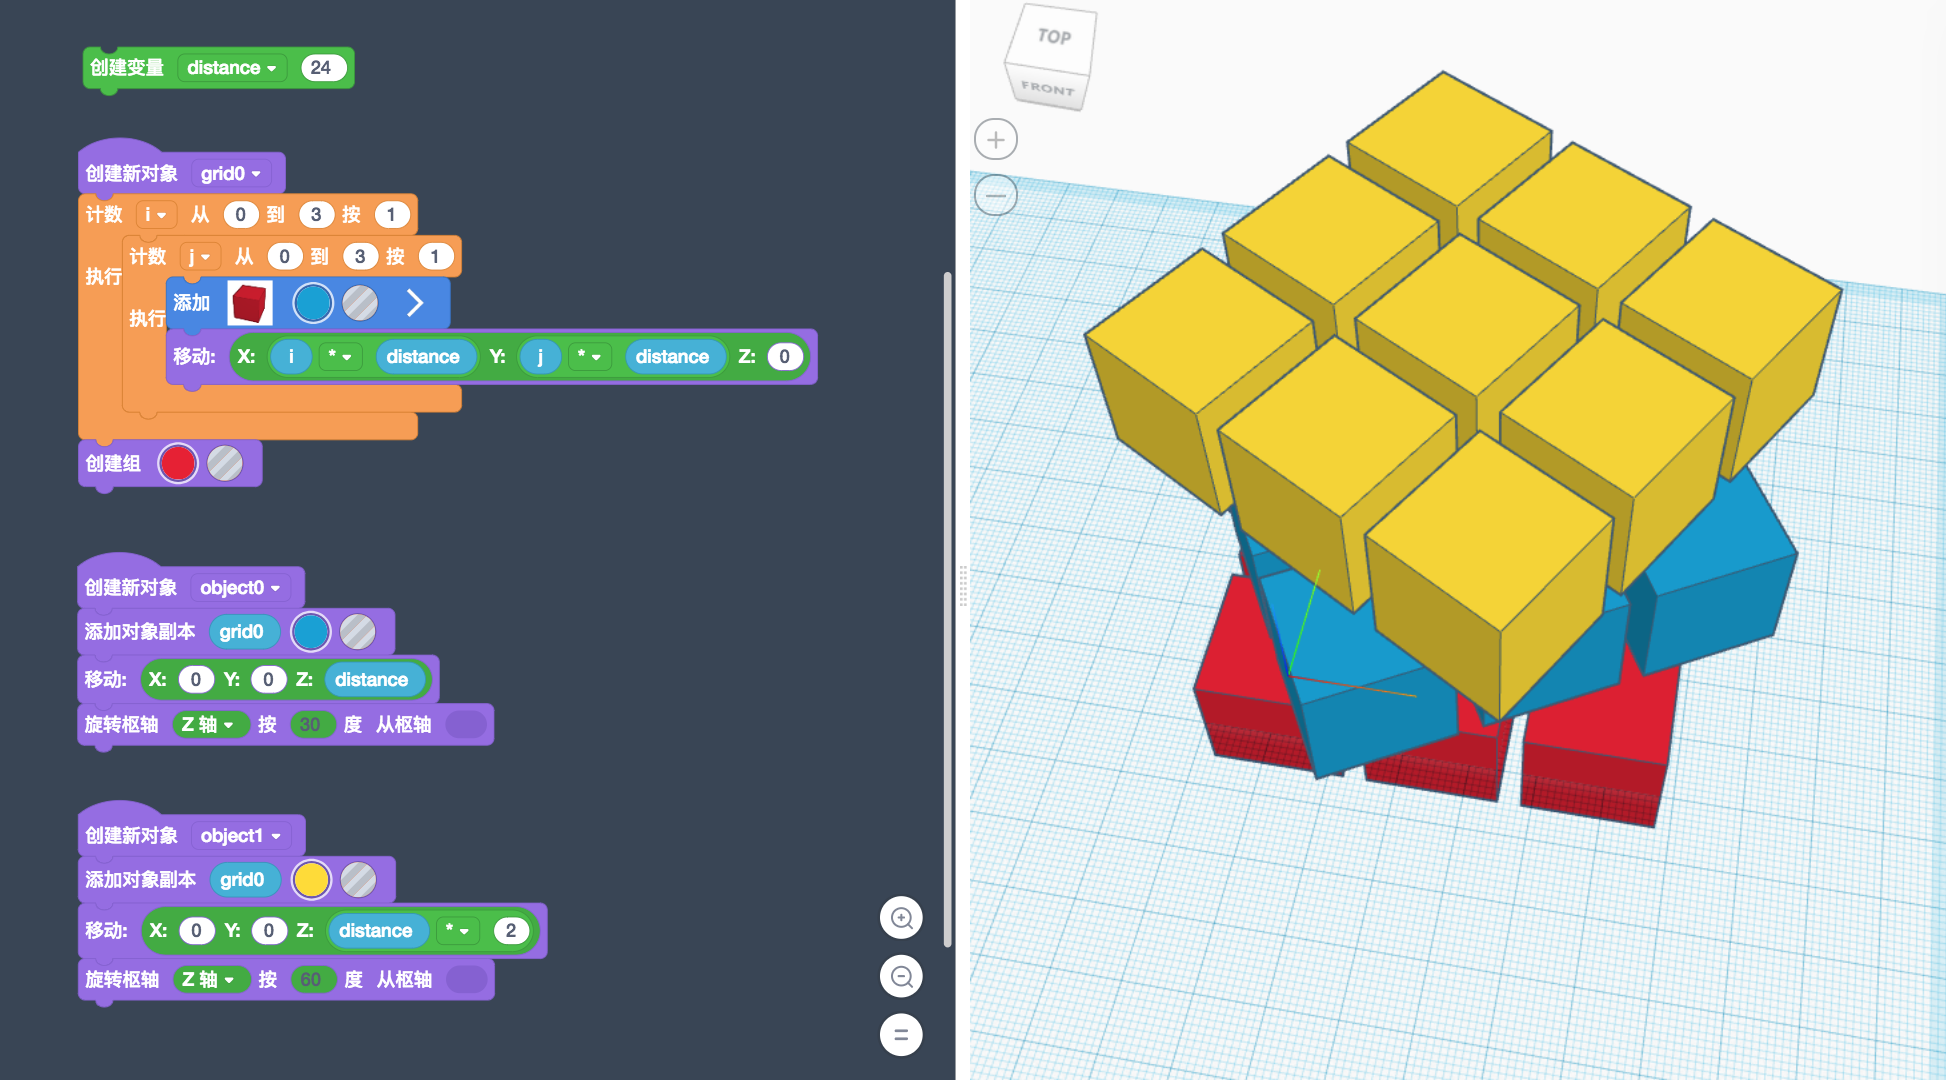 创建变量 distance 24
创建新对象 grid0
计数 i 从 0 到 3 按 1
执行
计数 j 从 0 到 3 按 1
执行
添加
移动: X: i * distance Y: j * distance Z: 0
创建组
创建新对象 object0
添加对象副本 grid0
移动: X: 0 Y: 0 Z: distance
旋转枢轴 Z 轴 按 30 度 从枢轴
创建新对象 object1
添加对象副本 grid0
移动: X: 0 Y: 0 Z: distance * 2
旋转枢轴 Z 轴 按 60 度 从枢轴
TOP
FRONT